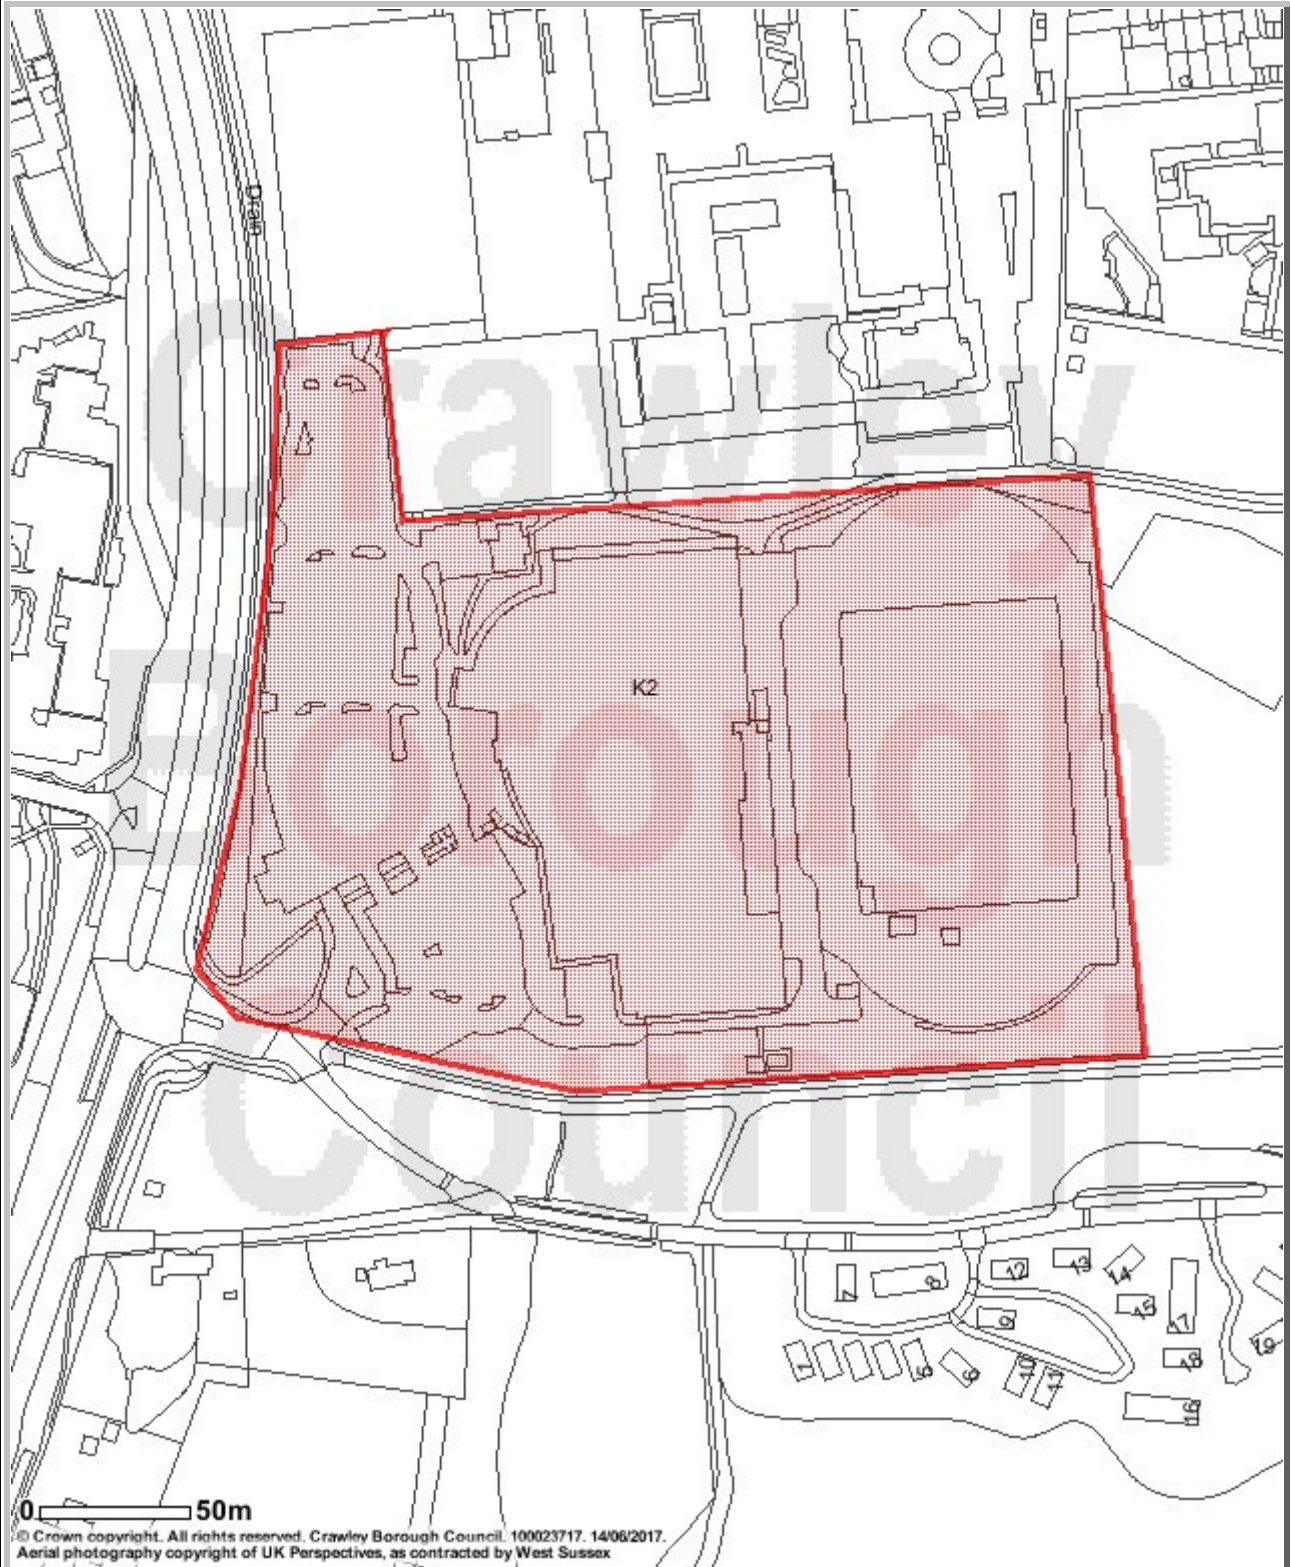 Drain
Crawley
Borough
Council
K2
7
8
12
13
14
15
17
9
1
5
6
10
11
18
19
16
0 50m
© Crown copyright. All rights reserved. Crawley Borough Council. 100023717. 14/06/2017.
Aerial photography copyright of UK Perspectives, as contracted by West Sussex